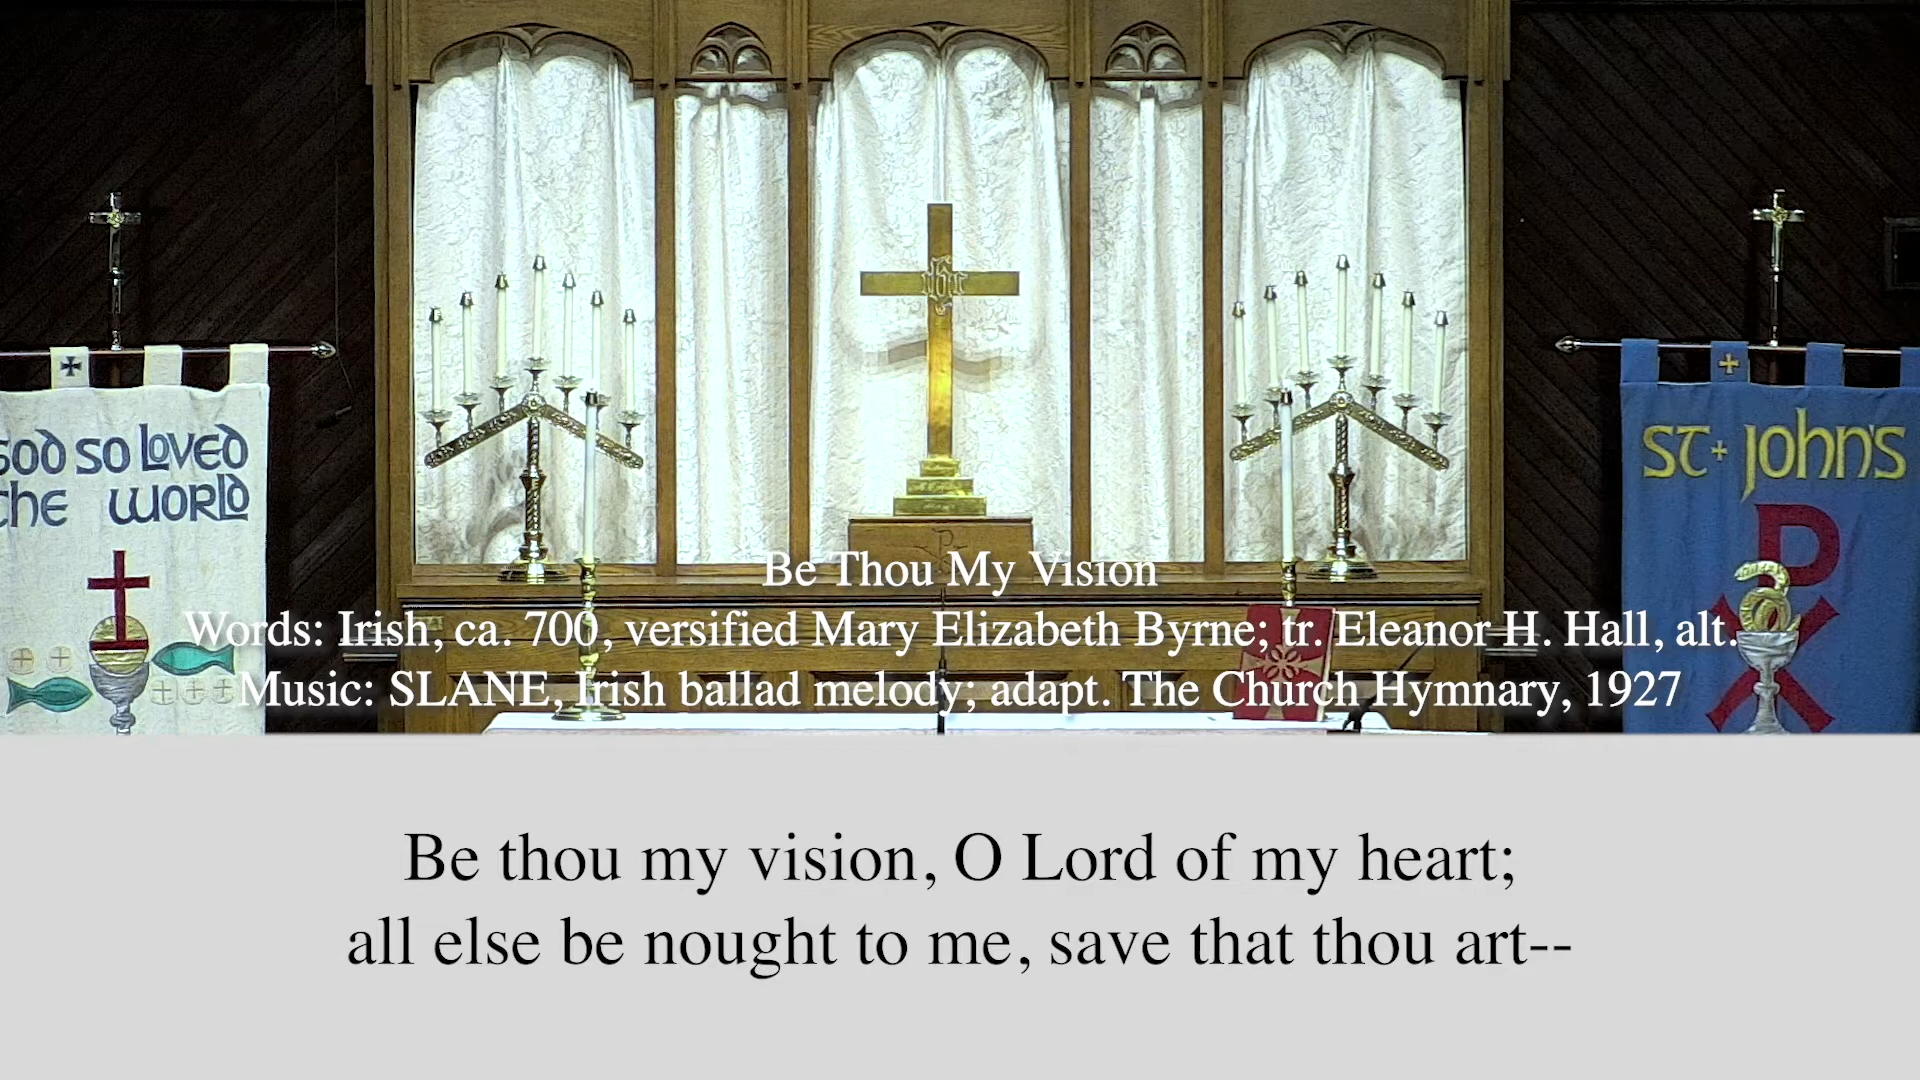 GOD SO LOVED
THE WORLD
ST + JOHN'S
Be Thou My Vision
Words: Irish, ca. 700, versified Mary Elizabeth Byrne; tr. Eleanor H. Hall, alt.
Music: SLANE, Irish ballad melody; adapt. The Church Hymnary, 1927
Be thou my vision, O Lord of my heart;
all else be nought to me, save that thou art--